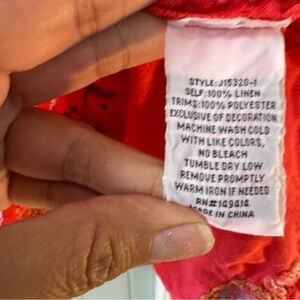 STYLE:J15320-1
SELF:100% LINEN
TRIMS:100% POLYESTER
EXCLUSIVE OF DECORATION
MACHINE WASH COLD
WITH LIKE COLORS,
NO BLEACH
TUMBLE DRY LOW
REMOVE PROMPTLY
WARM IRON IF NEEDED
RN#149414
MADE IN CHINA